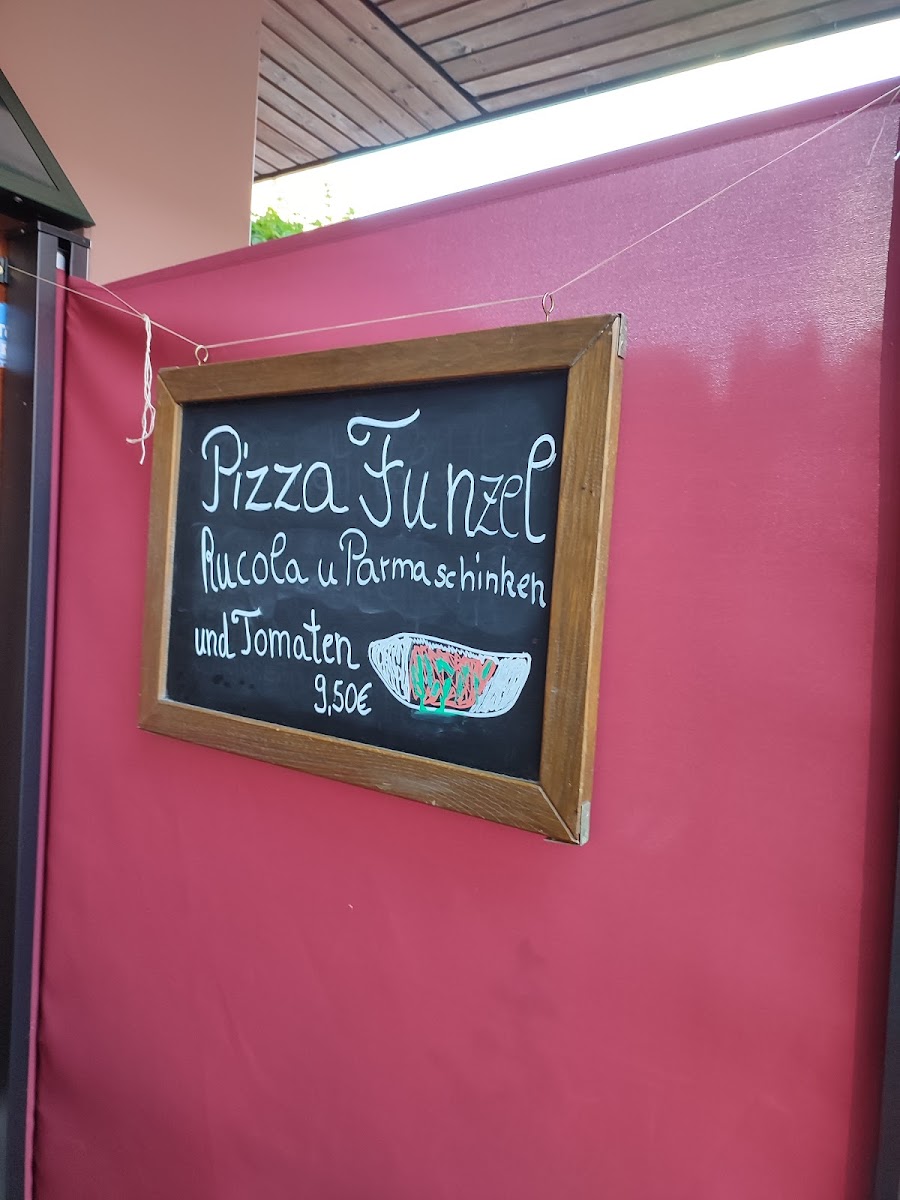 Pizza Funzel
Rucola u Parmaschinken
und Tomaten
9,50€